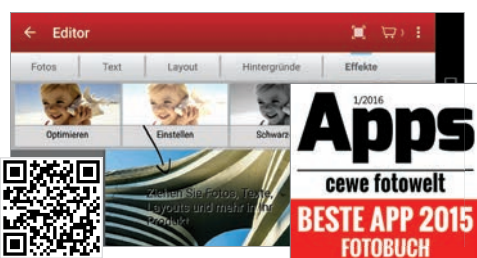 Editor
Fotos Text Layout Hintergründe Effekte
Optimieren Einstellen Schwarz
Ziehen Sie Fotos, Texte,
Layouts und mehr in Ihr
Produkt
1/2016
Apps
cewe fotowelt
BESTE APP 2015
FOTOBUCH